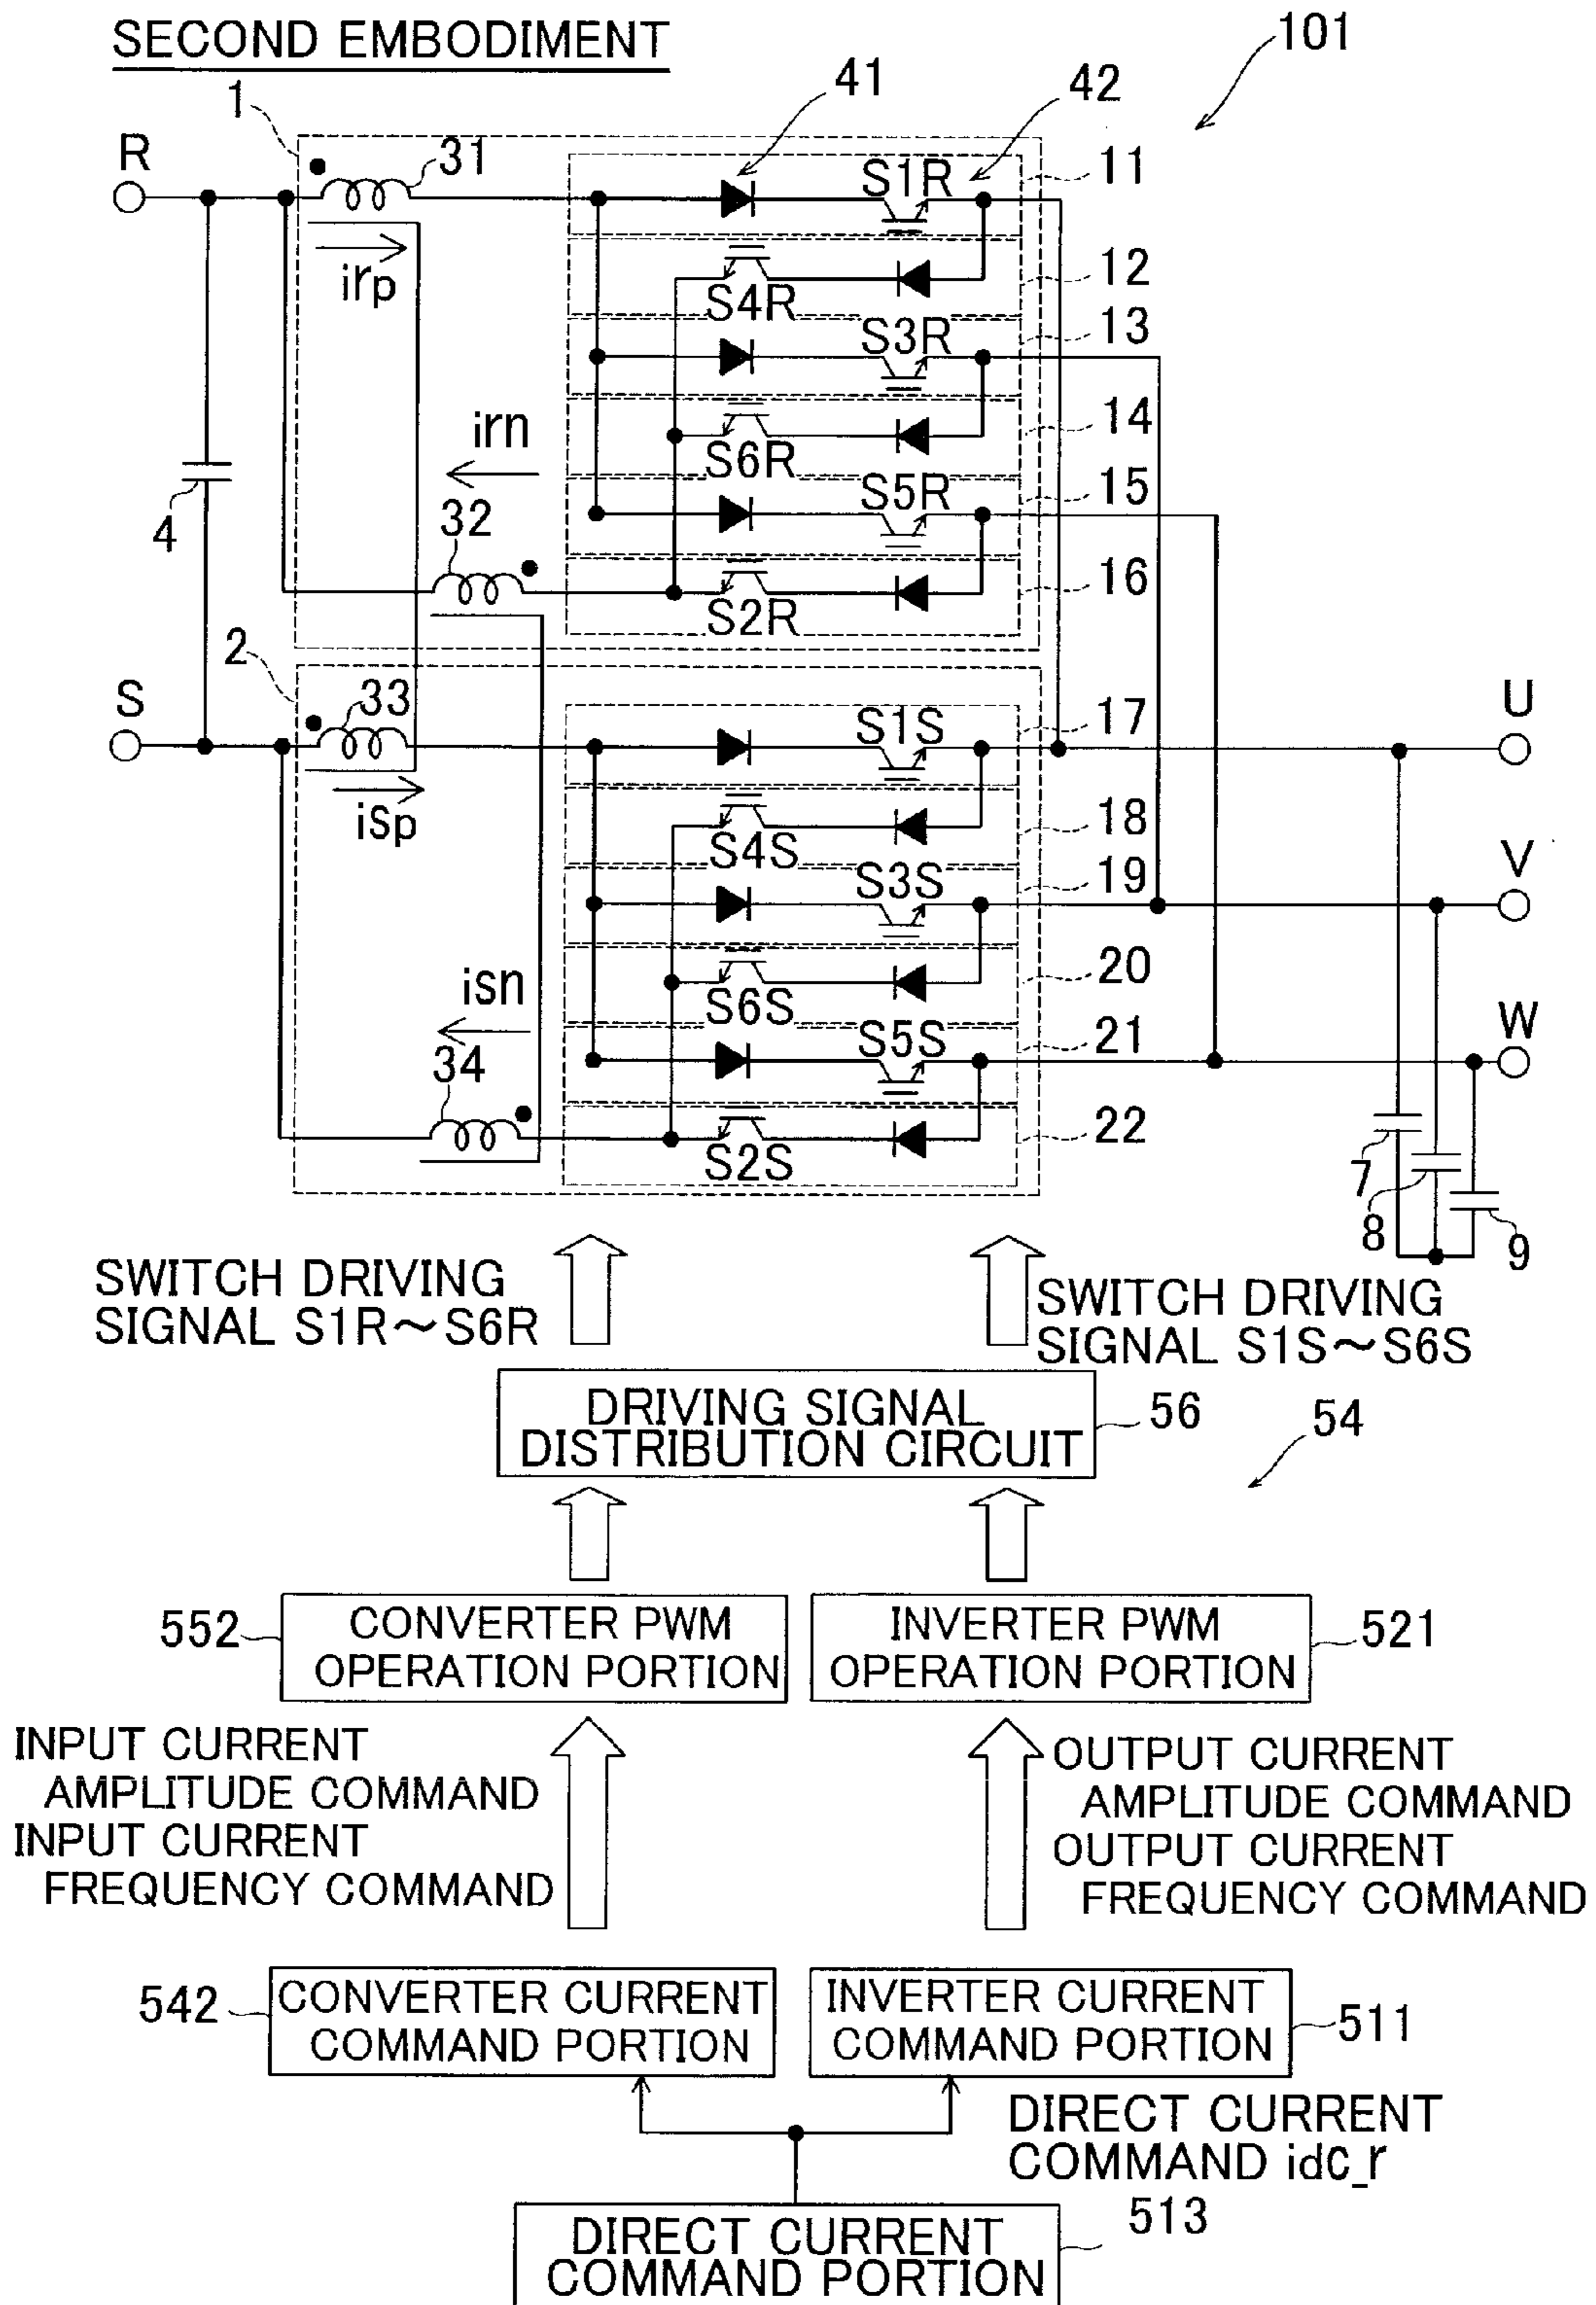 SECOND EMBODIMENT
101
41
42
1
R
31
S1R
11
irp
12
S4R
S3R
13
irn
14
S6R
4
S5R
15
32
16
S2R
2
S
33
S1S
17
U
isp
18
S4S
V
S3S
19
isn
20
S6S
W
S5S
21
34
22
S2S
7
8
9
SWITCH DRIVING
SIGNAL S1R～S6R
SWITCH DRIVING
SIGNAL S1S～S6S
DRIVING SIGNAL
DISTRIBUTION CIRCUIT
56
54
552
CONVERTER PWM
OPERATION PORTION
INVERTER PWM
OPERATION PORTION
521
INPUT CURRENT
AMPLITUDE COMMAND
INPUT CURRENT
FREQUENCY COMMAND
OUTPUT CURRENT
AMPLITUDE COMMAND
OUTPUT CURRENT
FREQUENCY COMMAND
542
CONVERTER CURRENT
COMMAND PORTION
INVERTER CURRENT
COMMAND PORTION
511
DIRECT CURRENT
COMMAND idc_r
513
DIRECT CURRENT
COMMAND PORTION